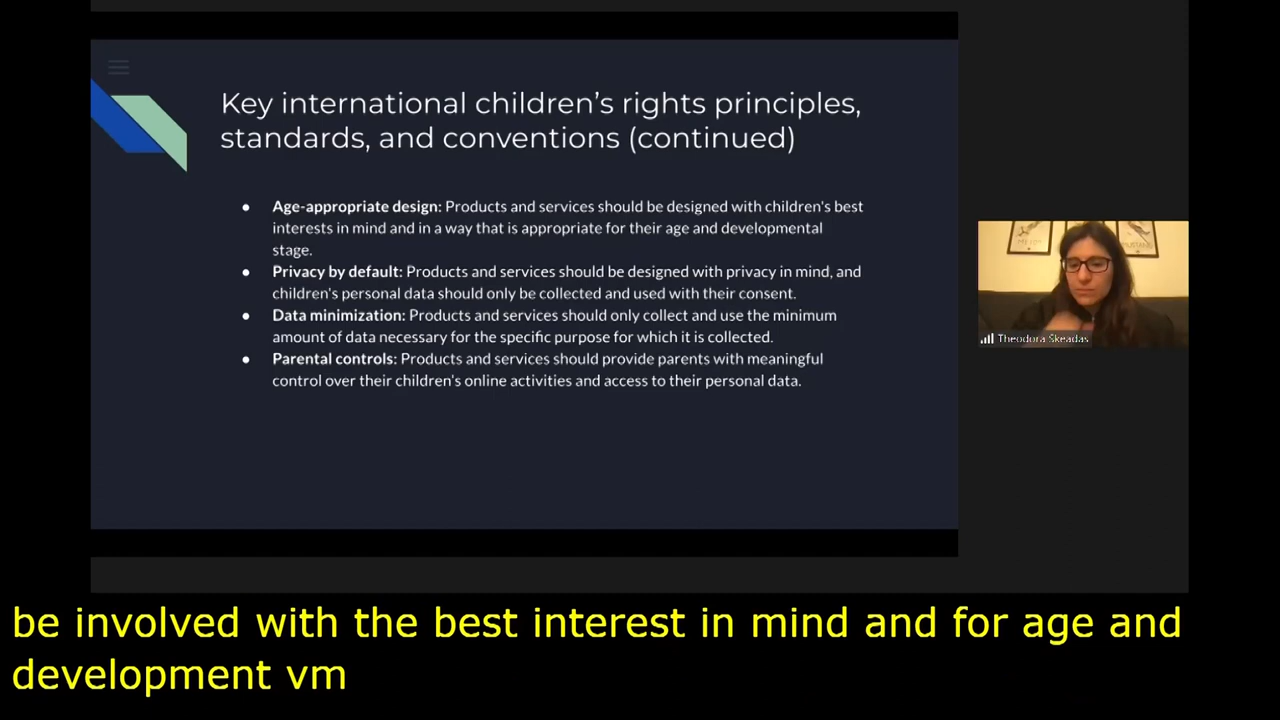 Key international children's rights principles,
standards, and conventions (continued)
● Age-appropriate design: Products and services should be designed with children's best
interests in mind and in a way that is appropriate for their age and developmental
stage.
● Privacy by default: Products and services should be designed with privacy in mind, and
children's personal data should only be collected and used with their consent.
● Data minimization: Products and services should only collect and use the minimum
amount of data necessary for the specific purpose for which it is collected.
● Parental controls: Products and services should provide parents with meaningful
control over their children's online activities and access to their personal data.
Theodora Skeadas
be involved with the best interest in mind and for age and
development vm